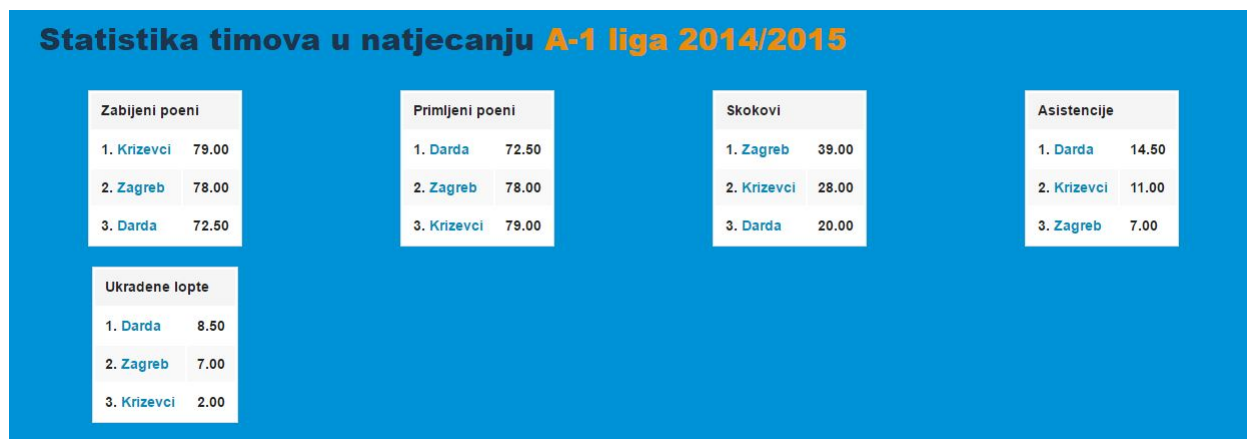 Statistika timova u natjecanju A-1 liga 2014/2015
Zabijeni poeni
1. Krizevci 79.00
2. Zagreb 78.00
3. Darda 72.50
Primljeni poeni
1. Darda 72.50
2. Zagreb 78.00
3. Krizevci 79.00
Skokovi
1. Zagreb 39.00
2. Krizevci 28.00
3. Darda 20.00
Asistencije
1. Darda 14.50
2. Krizevci 11.00
3. Zagreb 7.00
Ukradene lopte
1. Darda 8.50
2. Zagreb 7.00
3. Krizevci 2.00